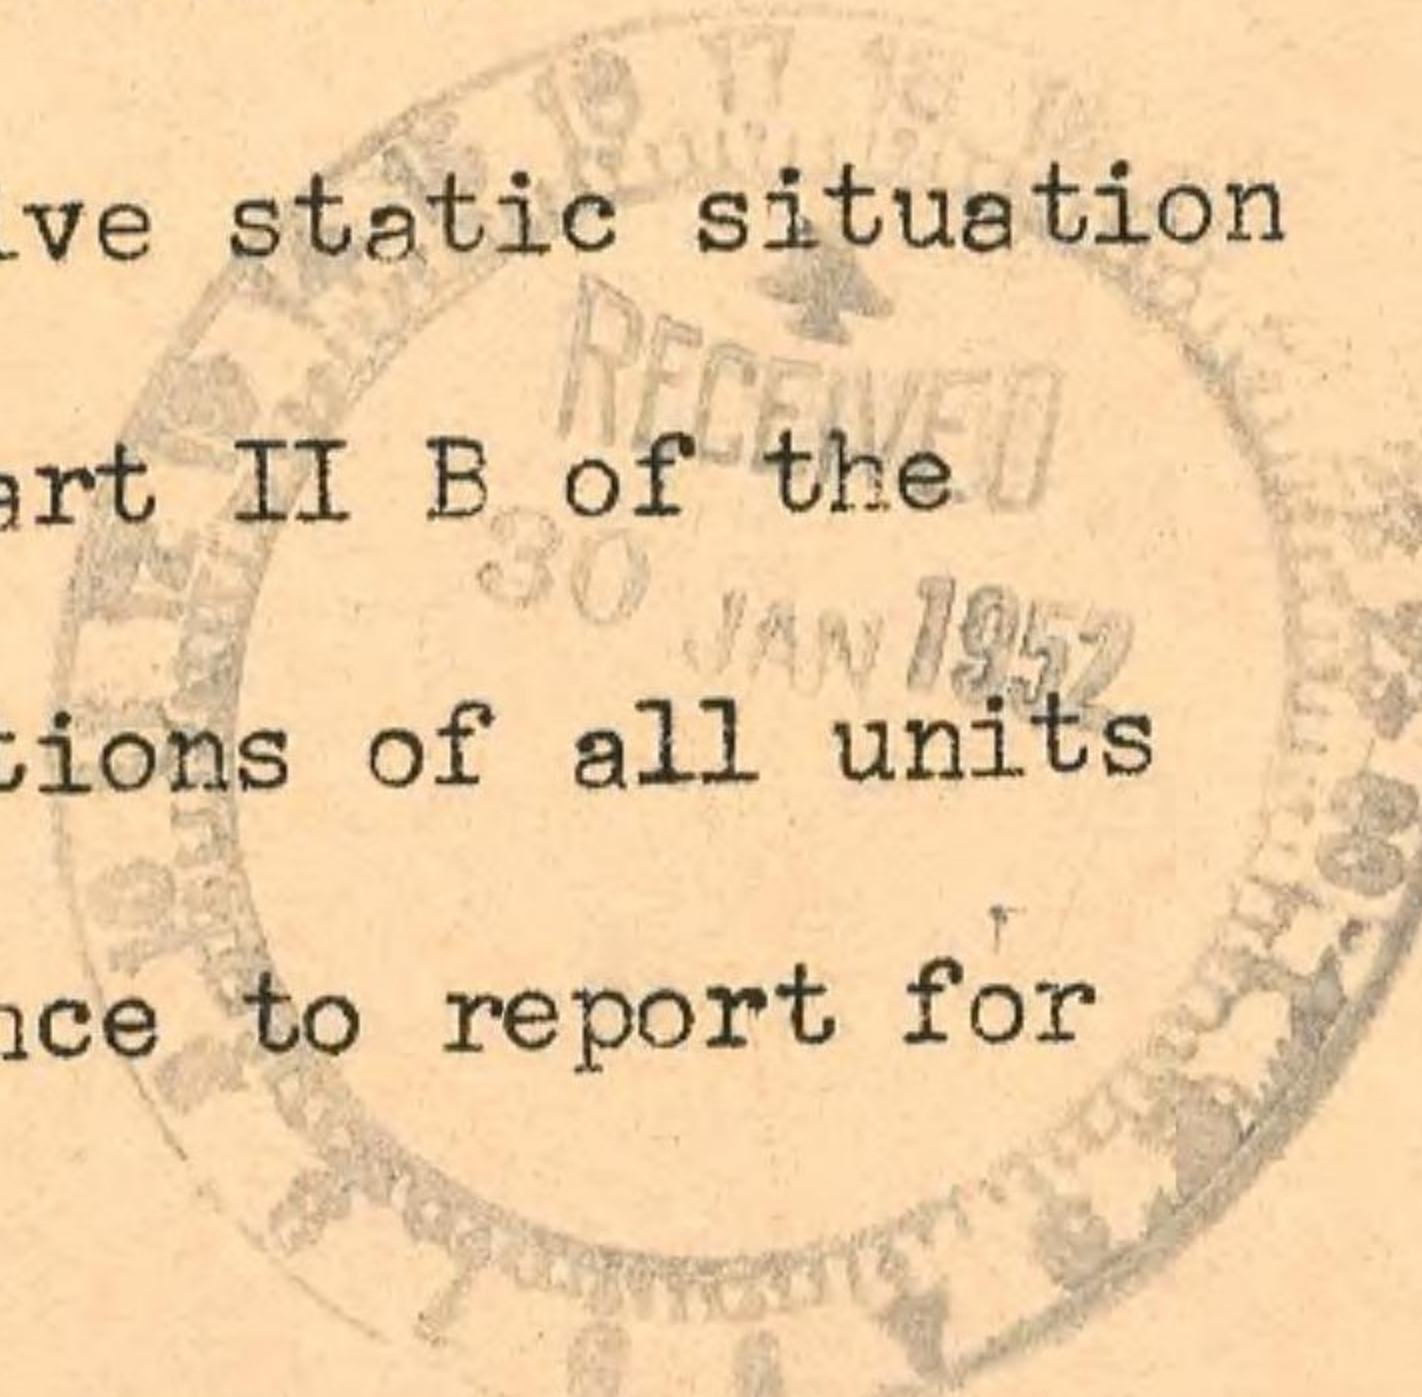 ive static situation
RECEIVED
art II B of the
30 JAN 1952
tions of all units
nce to report for